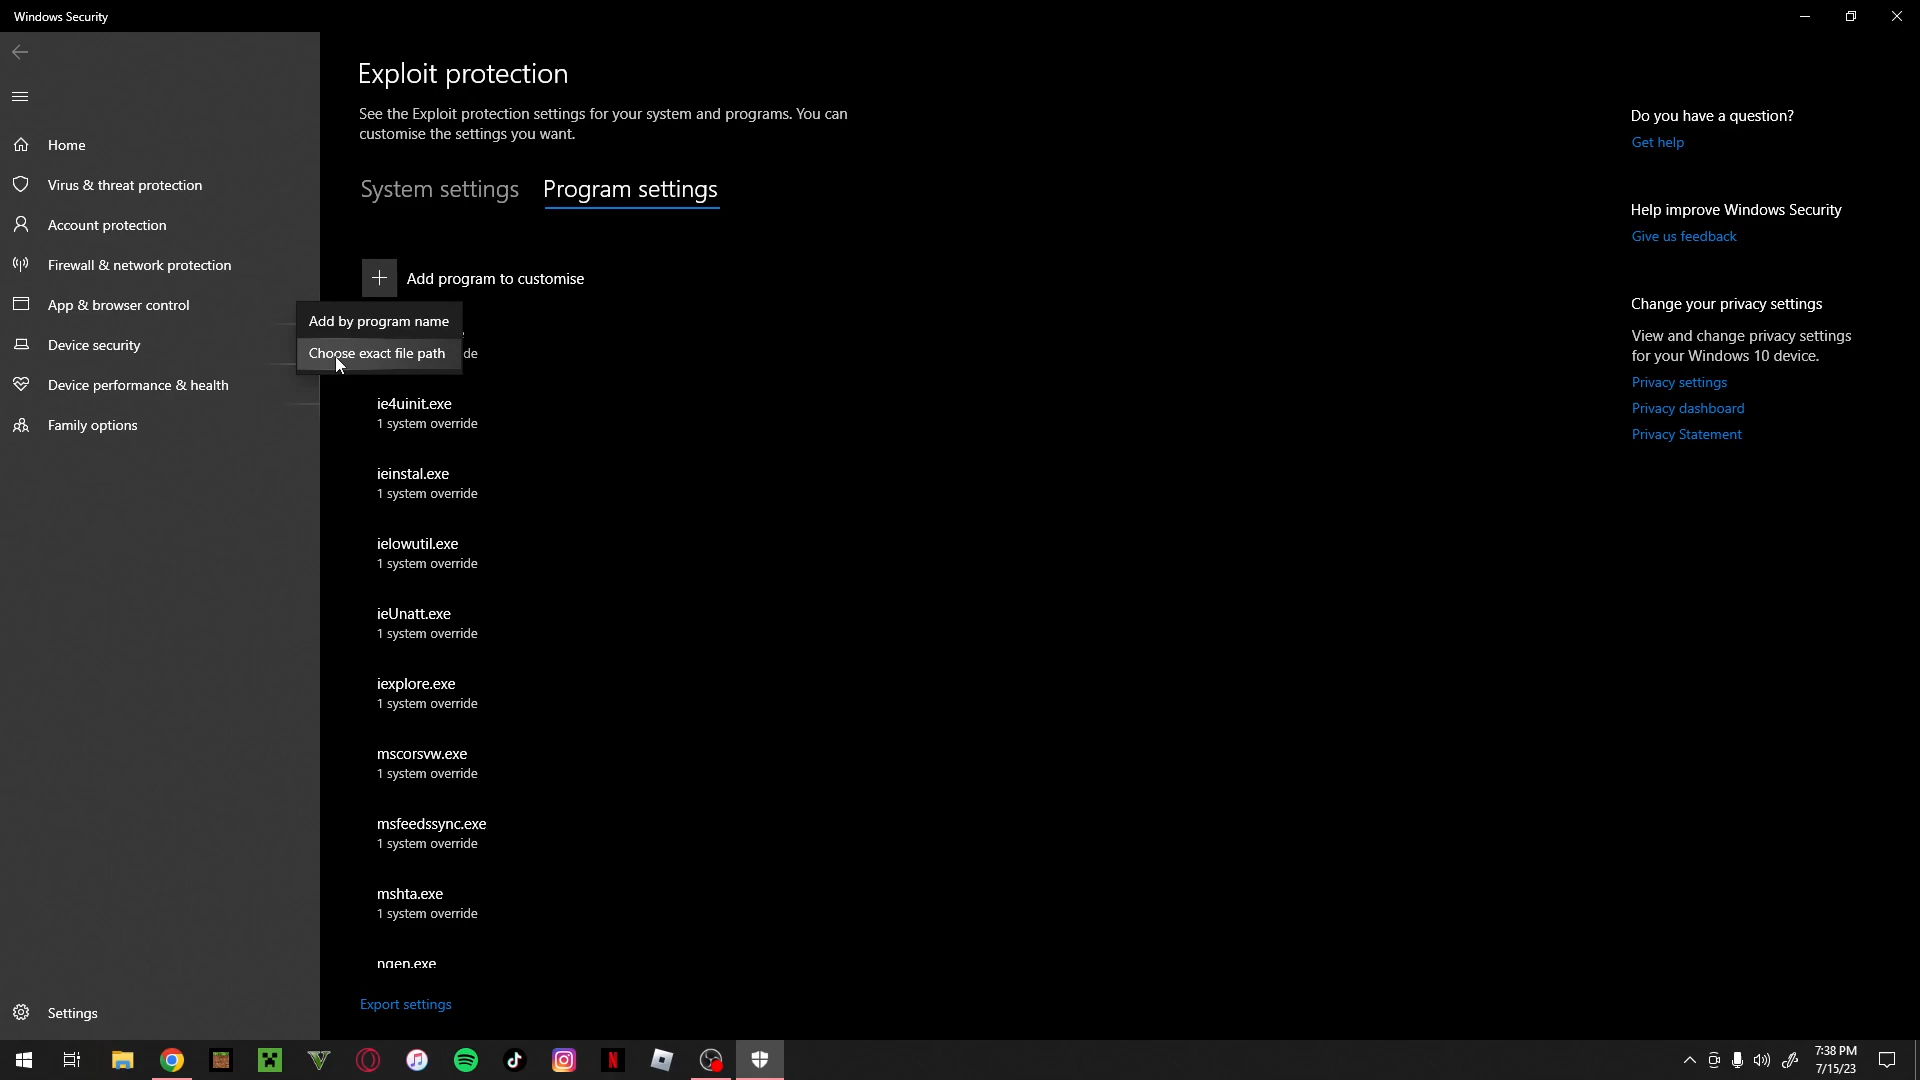 Windows Security
Home
Virus & threat protection
Account protection
Firewall & network protection
App & browser control
Device security
Device performance & health
Family options
Settings
Exploit protection
See the Exploit protection settings for your system and programs. You can
customise the settings you want.
System settings Program settings
Add program to customise
Add by program name
Choose exact file path
de
ie4uinit.exe
1 system override
ieinstal.exe
1 system override
ielowutil.exe
1 system override
ieUnatt.exe
1 system override
iexplore.exe
1 system override
mscorsvw.exe
1 system override
msfeedssync.exe
1 system override
mshta.exe
1 system override
ngen.exe
Export settings
Do you have a question?
Get help
Help improve Windows Security
Give us feedback
Change your privacy settings
View and change privacy settings
for your Windows 10 device.
Privacy settings
Privacy dashboard
Privacy Statement
7:38 PM
7/15/23